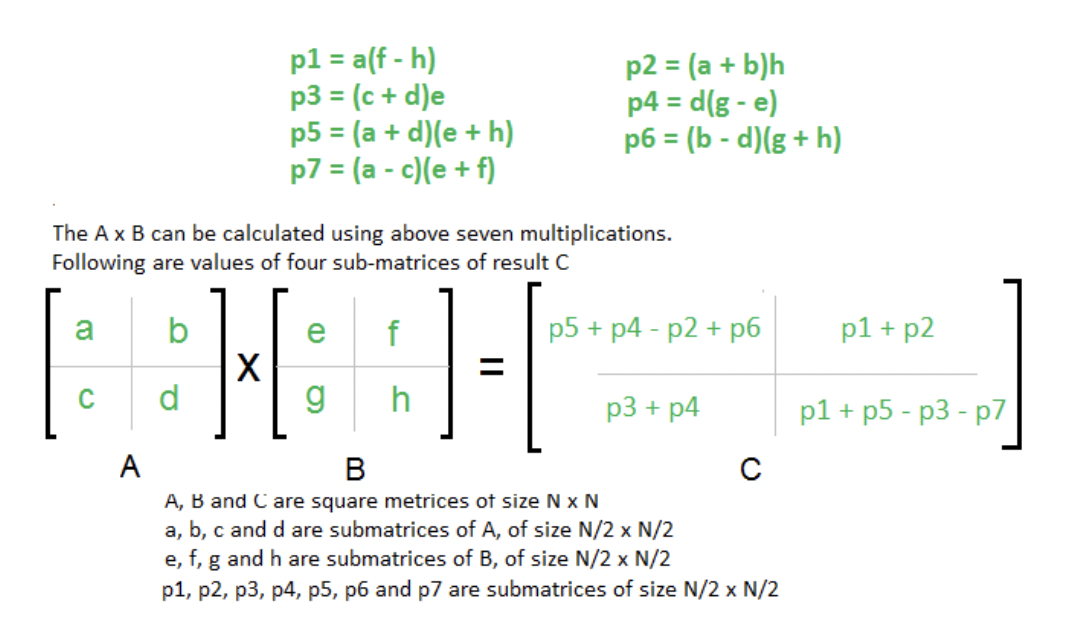 p1 = a(f - h) p2 = (a + b)h
p3 = (c + d)e p4 = d(g - e)
p5 = (a + d)(e + h) p6 = (b - d)(g + h)
p7 = (a - c)(e + f)
The A x B can be calculated using above seven multiplications.
Following are values of four sub-matrices of result C
a b e f p5 + p4 - p2 + p6 p1 + p2
X =
c d g h p3 + p4 p1 + p5 - p3 - p7
A B C
A, B and C are square metrices of size N x N
a, b, c and d are submatrices of A, of size N/2 x N/2
e, f, g and h are submatrices of B, of size N/2 x N/2
p1, p2, p3, p4, p5, p6 and p7 are submatrices of size N/2 x N/2